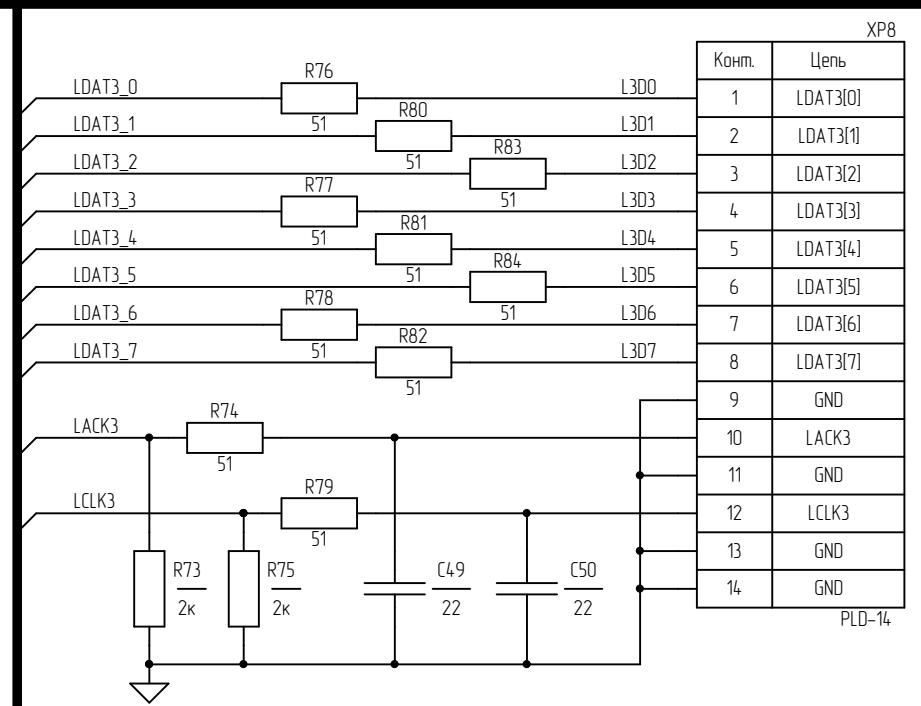 XP8
Конт. Цепь
R76
LDAT3_0 L3D0 1 LDAT3[0]
51 R80
LDAT3_1 L3D1 2 LDAT3[1]
51 R83
LDAT3_2 L3D2 3 LDAT3[2]
R77 51
LDAT3_3 L3D3 4 LDAT3[3]
51 R81
LDAT3_4 L3D4 5 LDAT3[4]
51 R84
LDAT3_5 L3D5 6 LDAT3[5]
R78 51
LDAT3_6 L3D6 7 LDAT3[6]
51 R82
LDAT3_7 L3D7 8 LDAT3[7]
51
9 GND
R74
LACK3 10 LACK3
51
11 GND
R79
LCLK3 12 LCLK3
51
13 GND
R73 R75 C49 C50
2к 2к 22 22
14 GND
PLD-14